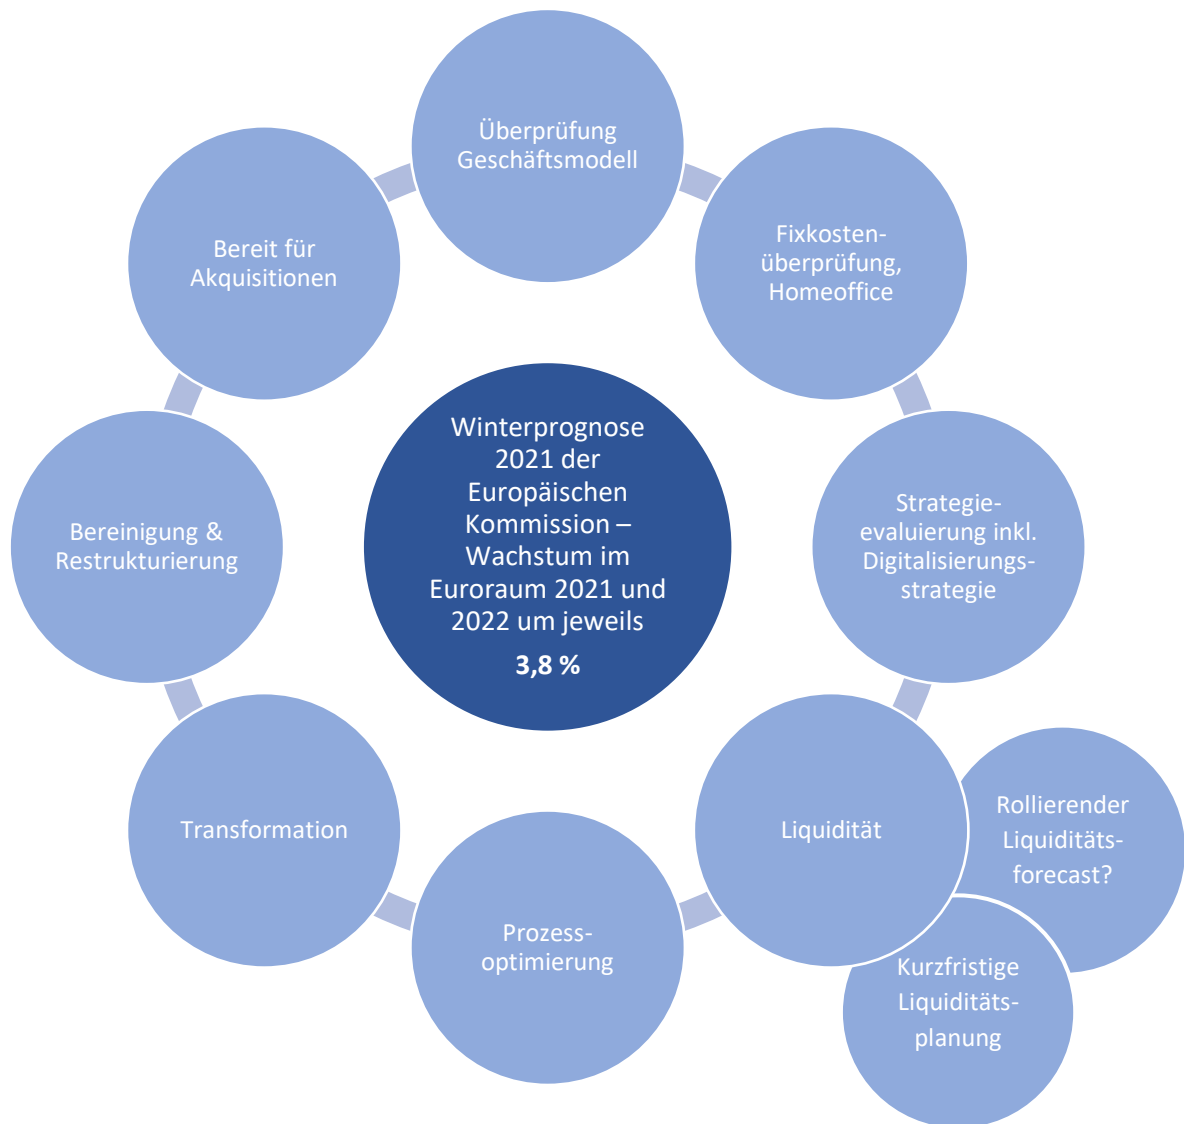 Überprüfung
Geschäftsmodell
Bereit für
Akquisitionen
Fixkosten-
überprüfung,
Homeoffice
Winterprognose
2021 der
Europäischen
Kommission –
Wachstum im
Euroraum 2021 und
2022 um jeweils
3,8 %
Bereinigung &
Restrukturierung
Strategie-
evaluierung inkl.
Digitalisierungs-
strategie
Transformation
Liquidität
Rollierender
Liquiditäts-
forecast?
Prozess-
optimierung
Kurzfristige
Liquiditäts-
planung